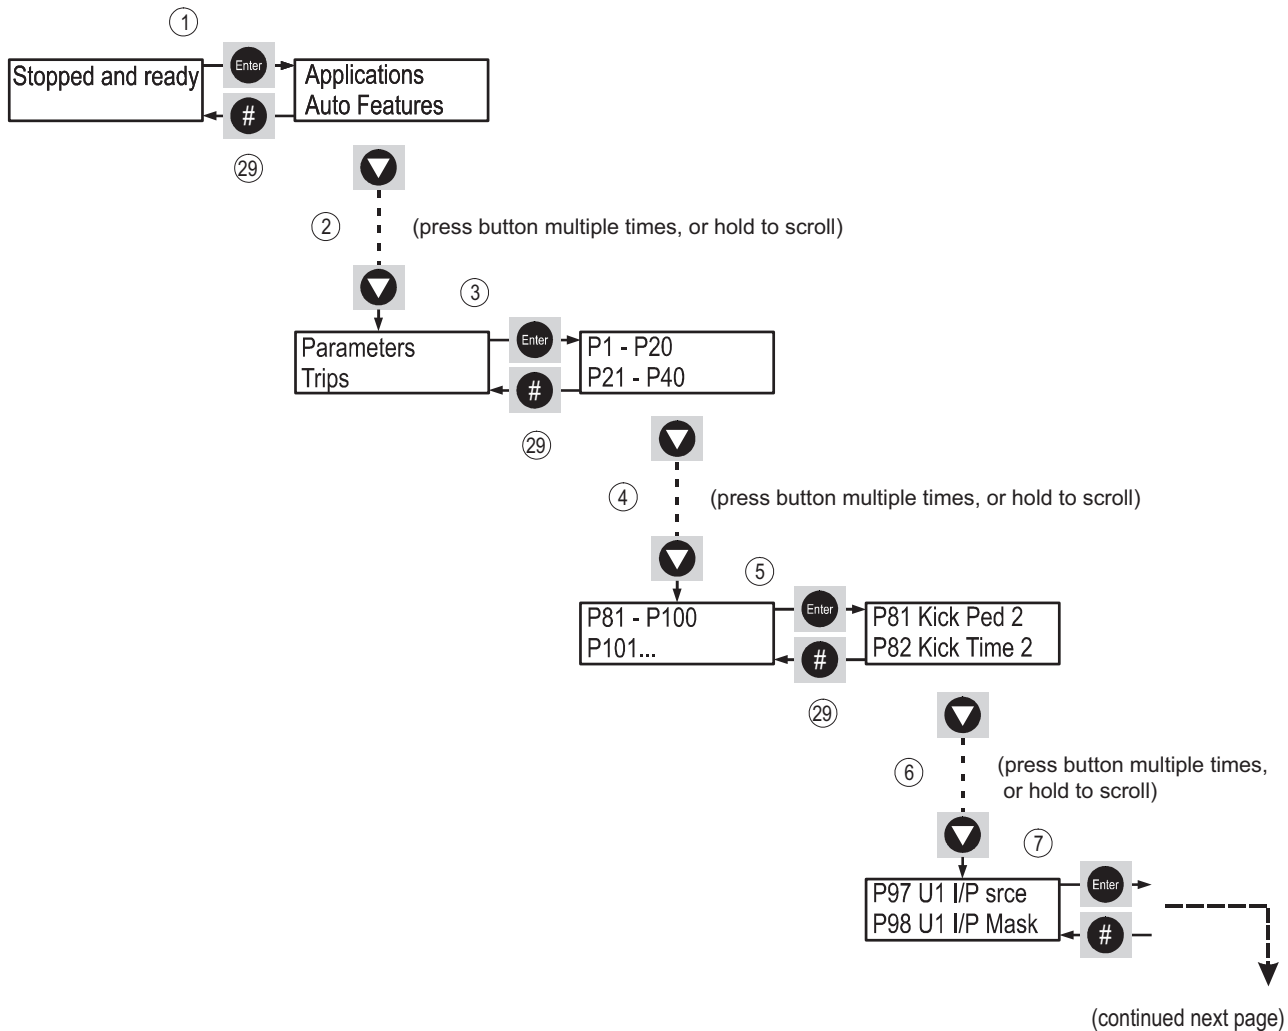 1
Stopped and ready
Enter
Applications
Auto Features
#
29
2
(press button multiple times, or hold to scroll)
3
Parameters
Trips
Enter
P1 - P20
P21 - P40
#
29
4
(press button multiple times, or hold to scroll)
5
P81 - P100
P101...
Enter
P81 Kick Ped 2
P82 Kick Time 2
#
29
6
(press button multiple times,
or hold to scroll)
7
P97 U1 I/P srce
P98 U1 I/P Mask
Enter
#
(continued next page)